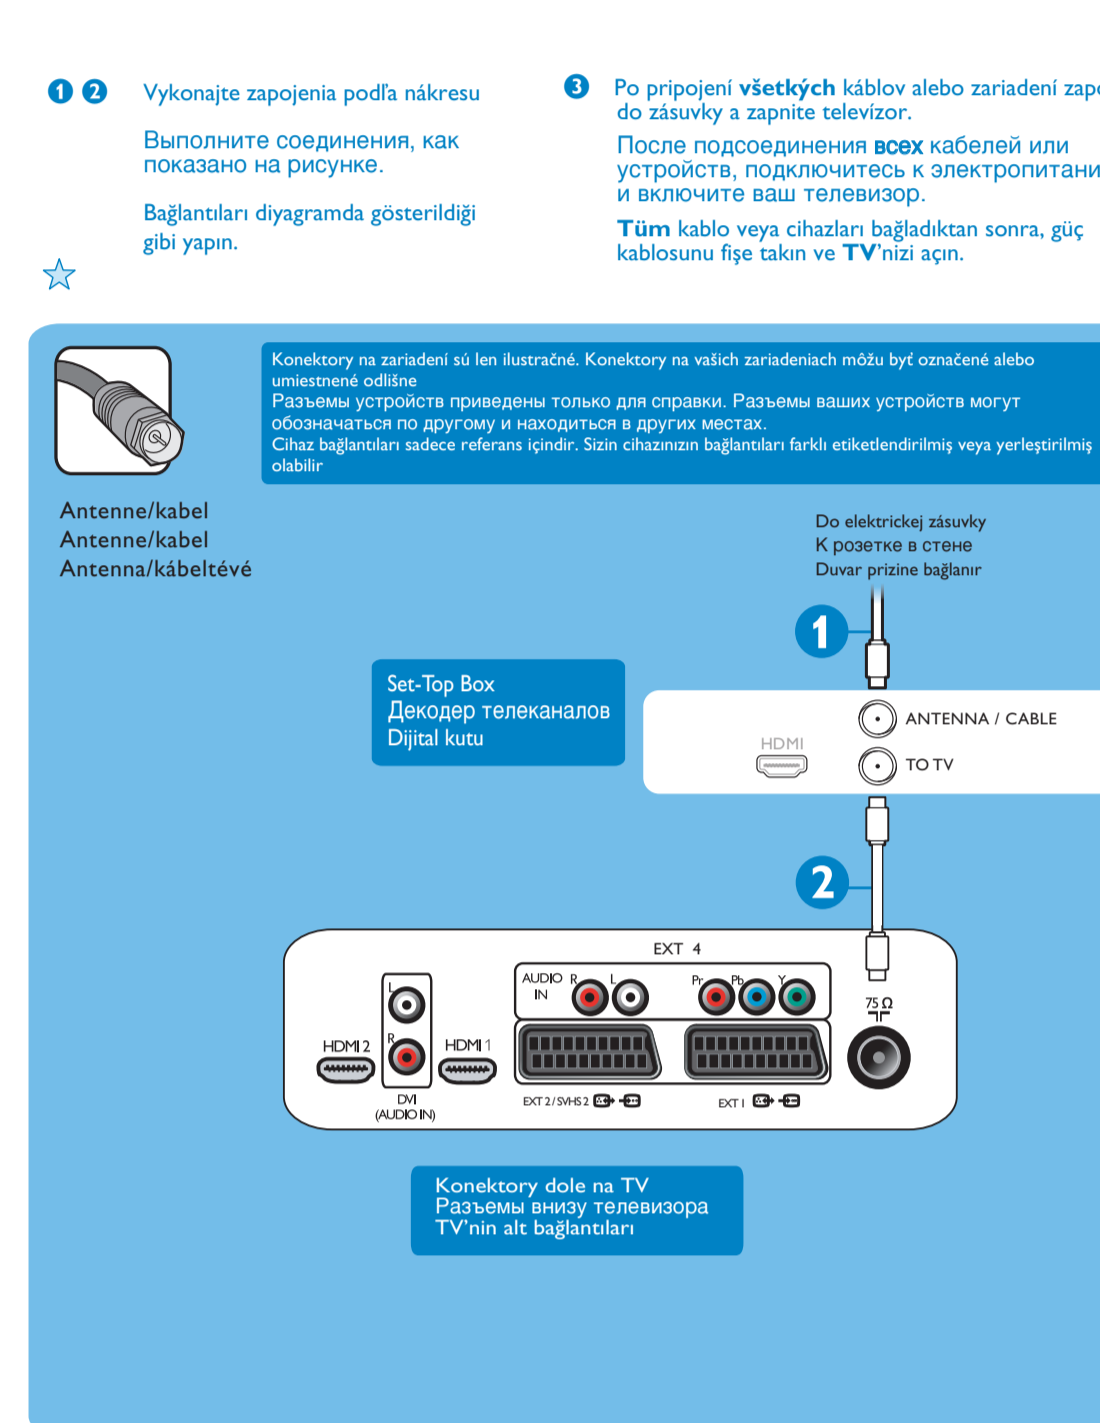 1 2 Vykonajte zapojenia podľa nákresu
Выполните соединения, как
показано на рисунке.
Bağlantıları diyagramda gösterildiği
gibi yapın.
3 Po pripojení všetkých káblov alebo zariadení
do zásuvky a zapnite televízor.
После подсоединения всех кабелей или
устройств, подключитесь к
и включите ваш телевизор.
Tüm kablo veya cihazları bağladıktan sonra, güç
kablosunu fişe takın ve TV'nizi açın.
Konektory na zariadení sú len ilustračné. Konektory na vašich zariadeniach môžu byť označené alebo
umiestnené odlišne
Разъемы устройств приведены только для справки. Разъемы ваших устройств могут
обозначаться по другому и находиться в других местах.
Cihaz bağlantıları sadece referans içindir. Sizin cihazınızın bağlantıları farklı etiketlendirilmiş veya yerleştirilmiş
olabilir
Antenne/kabel
Antenne/kabel
Antenna/kábeltévé
Do elektrickej zásuvky
К розетке в стене
Duvar prizine bağlanır
1
Set-Top Box
Декодер телеканалов
Dijital kutu
HDMI
ANTENNA / CABLE
TO TV
2
EXT 4
AUDIO IN R L
Pr Pb Y
75 Ω
L
R
HDMI 2
HDMI 1
DVI
(AUDIO IN)
EXT 2 / SVHS 2
EXT 1
Konektory dole na TV
Разъемы внизу телевизора
TV'nin alt bağlantıları